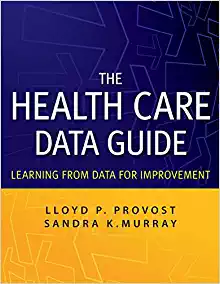 THE
HEALTH CARE
DATA GUIDE
LEARNING FROM DATA FOR IMPROVEMENT
LLOYD P. PROVOST
SANDRA K. MURRAY